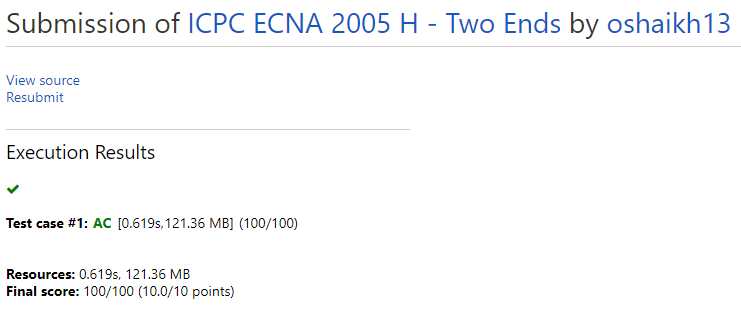 Submission of ICPC ECNA 2005 H - Two Ends by oshaikh13
View source
Resubmit
Execution Results
Test case #1: AC [0.619s,121.36 MB] (100/100)
Resources: 0.619s, 121.36 MB
Final score: 100/100 (10.0/10 points)